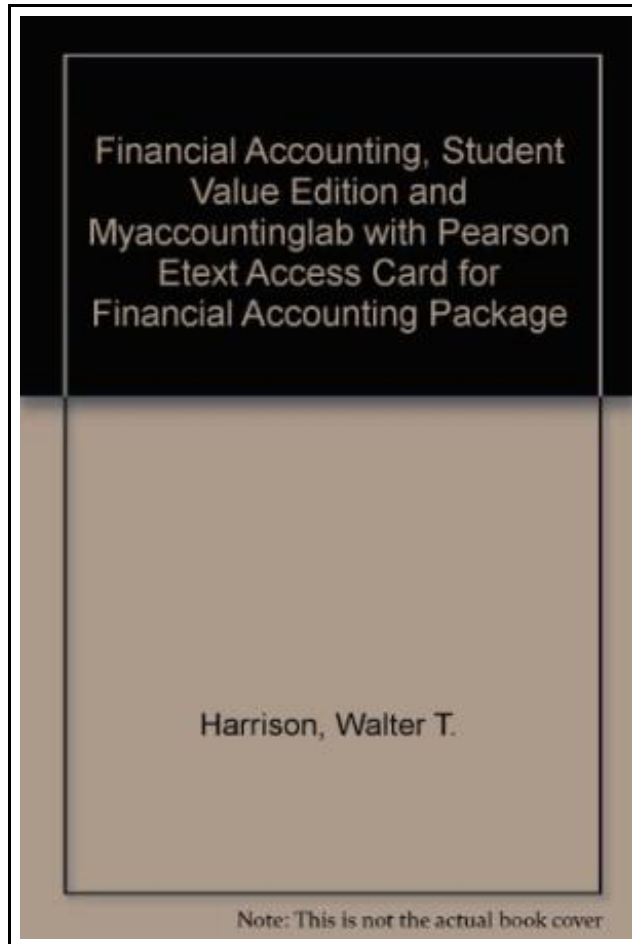 Financial Accounting, Student
Value Edition and
Myaccountinglab with Pearson
Etext Access Card for
Financial Accounting Package
Harrison, Walter T.
Note: This is not the actual book cover